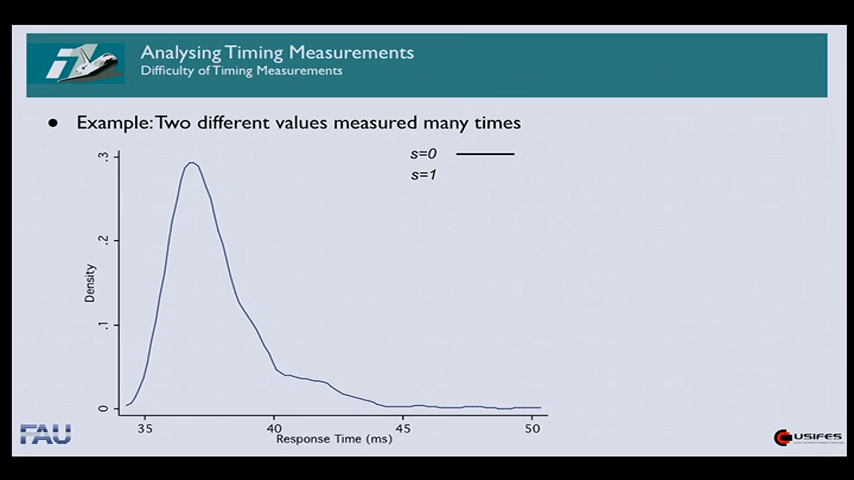 Analysing Timing Measurements
Difficulty of Timing Measurements
● Example: Two different values measured many times
s=0
s=1
.3
.2
.1
0
Density
35 40 45 50
Response Time (ms)
FAU
USIFES